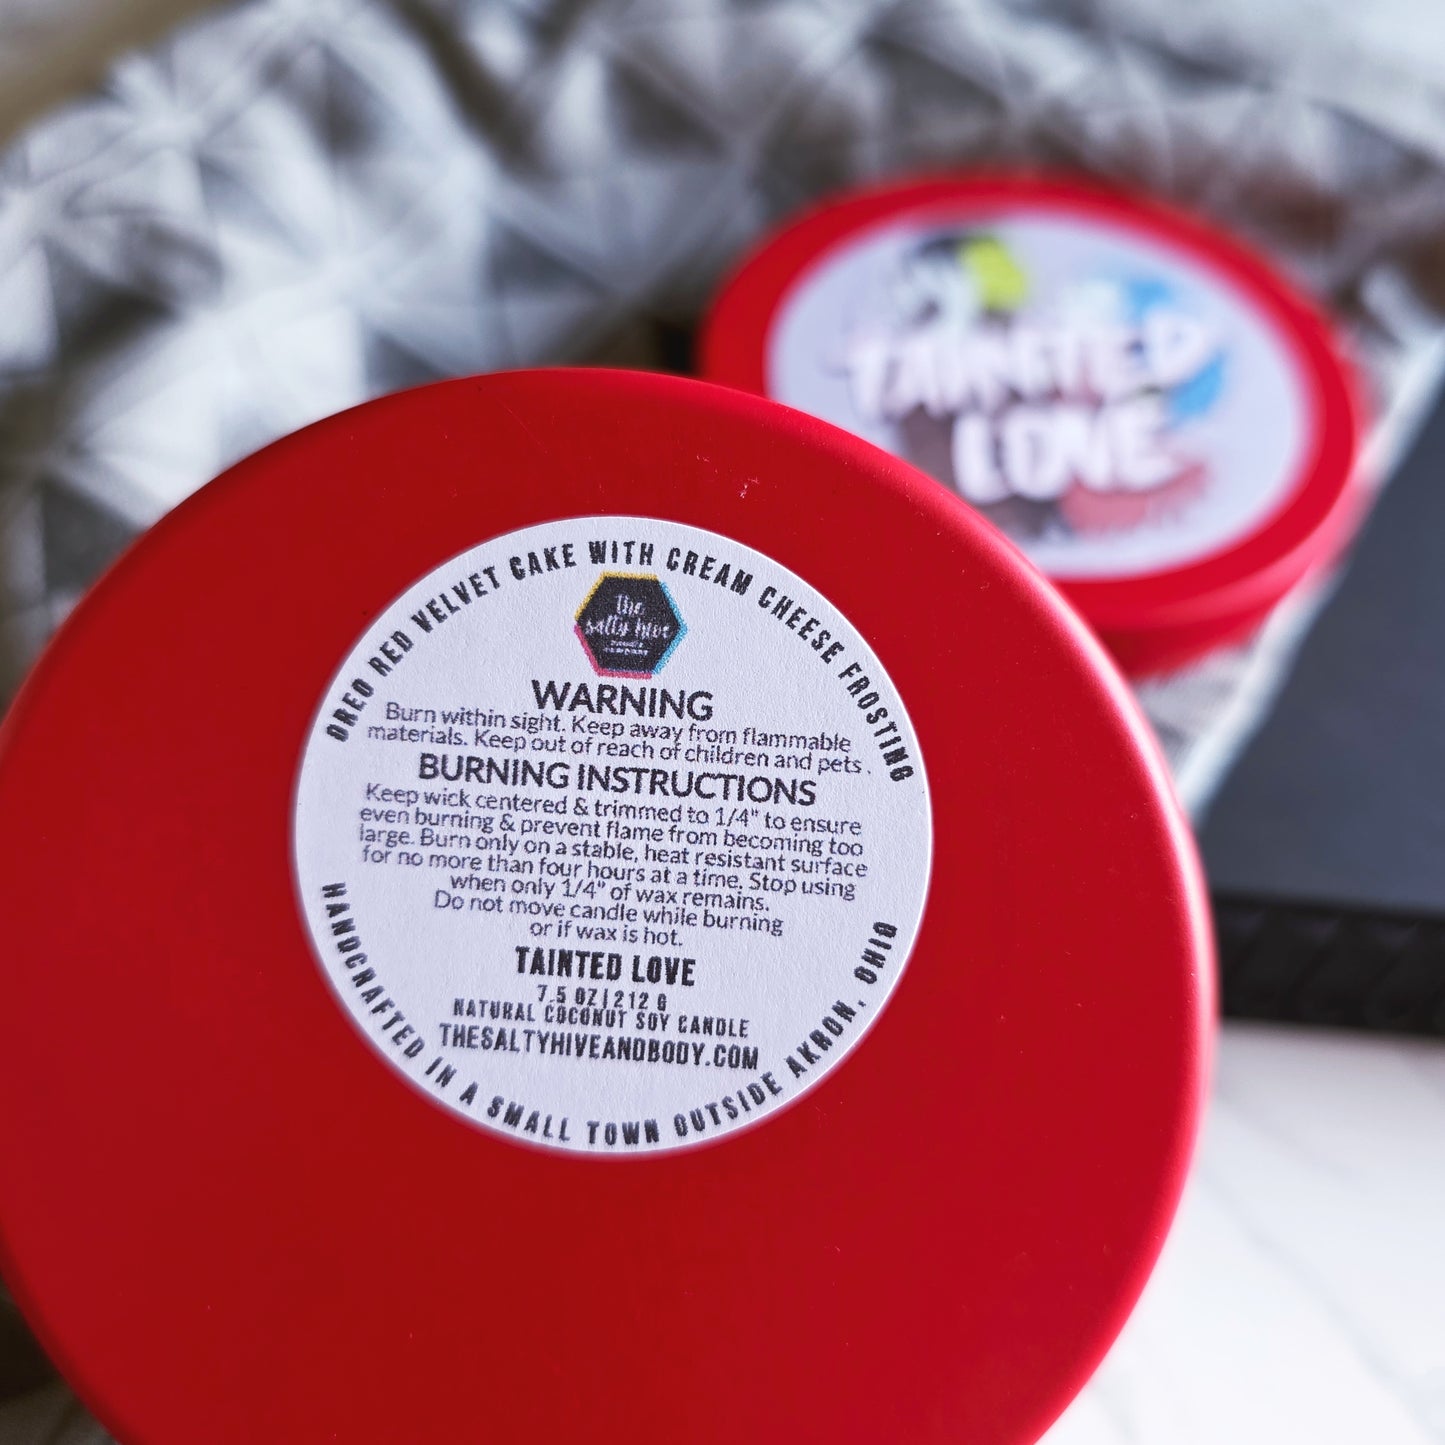 OREO RED VELVET CAKE WITH CREAM CHEESE FROSTING
The
salty hive
WARNING
Burn within sight. Keep away from flammable
materials. Keep out of reach of children and pets .
BURNING INSTRUCTIONS
Keep wick centered & trimmed to 1/4" to ensure
even burning & prevent flame from becoming too
large. Burn only on a stable, heat resistant surface
for no more than four hours at a time. Stop using
when only 1/4" of wax remains.
Do not move candle while burning
or if wax is hot.
TAINTED LOVE
7.5 OZ | 212 G
NATURAL COCONUT SOY CANDLE
THESALTYHIVEANDBODY.COM
HANDCRAFTED IN A SMALL TOWN OUTSIDE AKRON, OHIO
TAINTED
LOVE